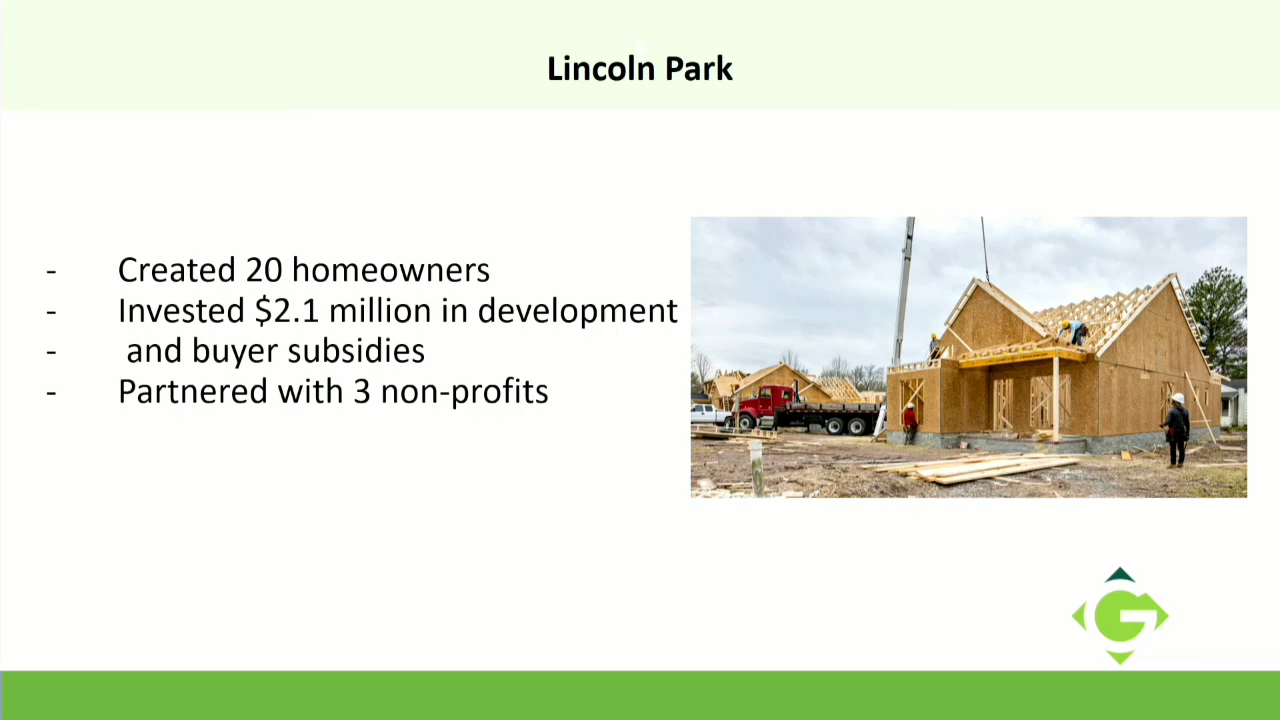 Lincoln Park
- Created 20 homeowners
- Invested $2.1 million in development
- and buyer subsidies
- Partnered with 3 non-profits
G